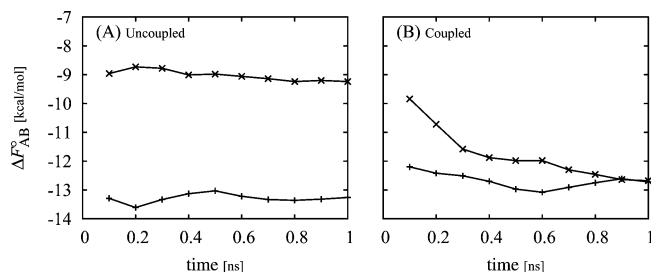 (A) Uncoupled
(B) Coupled
ΔF°AB [kcal/mol]
-7
-8
-9
-10
-11
-12
-13
-14
0 0.2 0.4 0.6 0.8 1
0 0.2 0.4 0.6 0.8 1
time [ns]
time [ns]